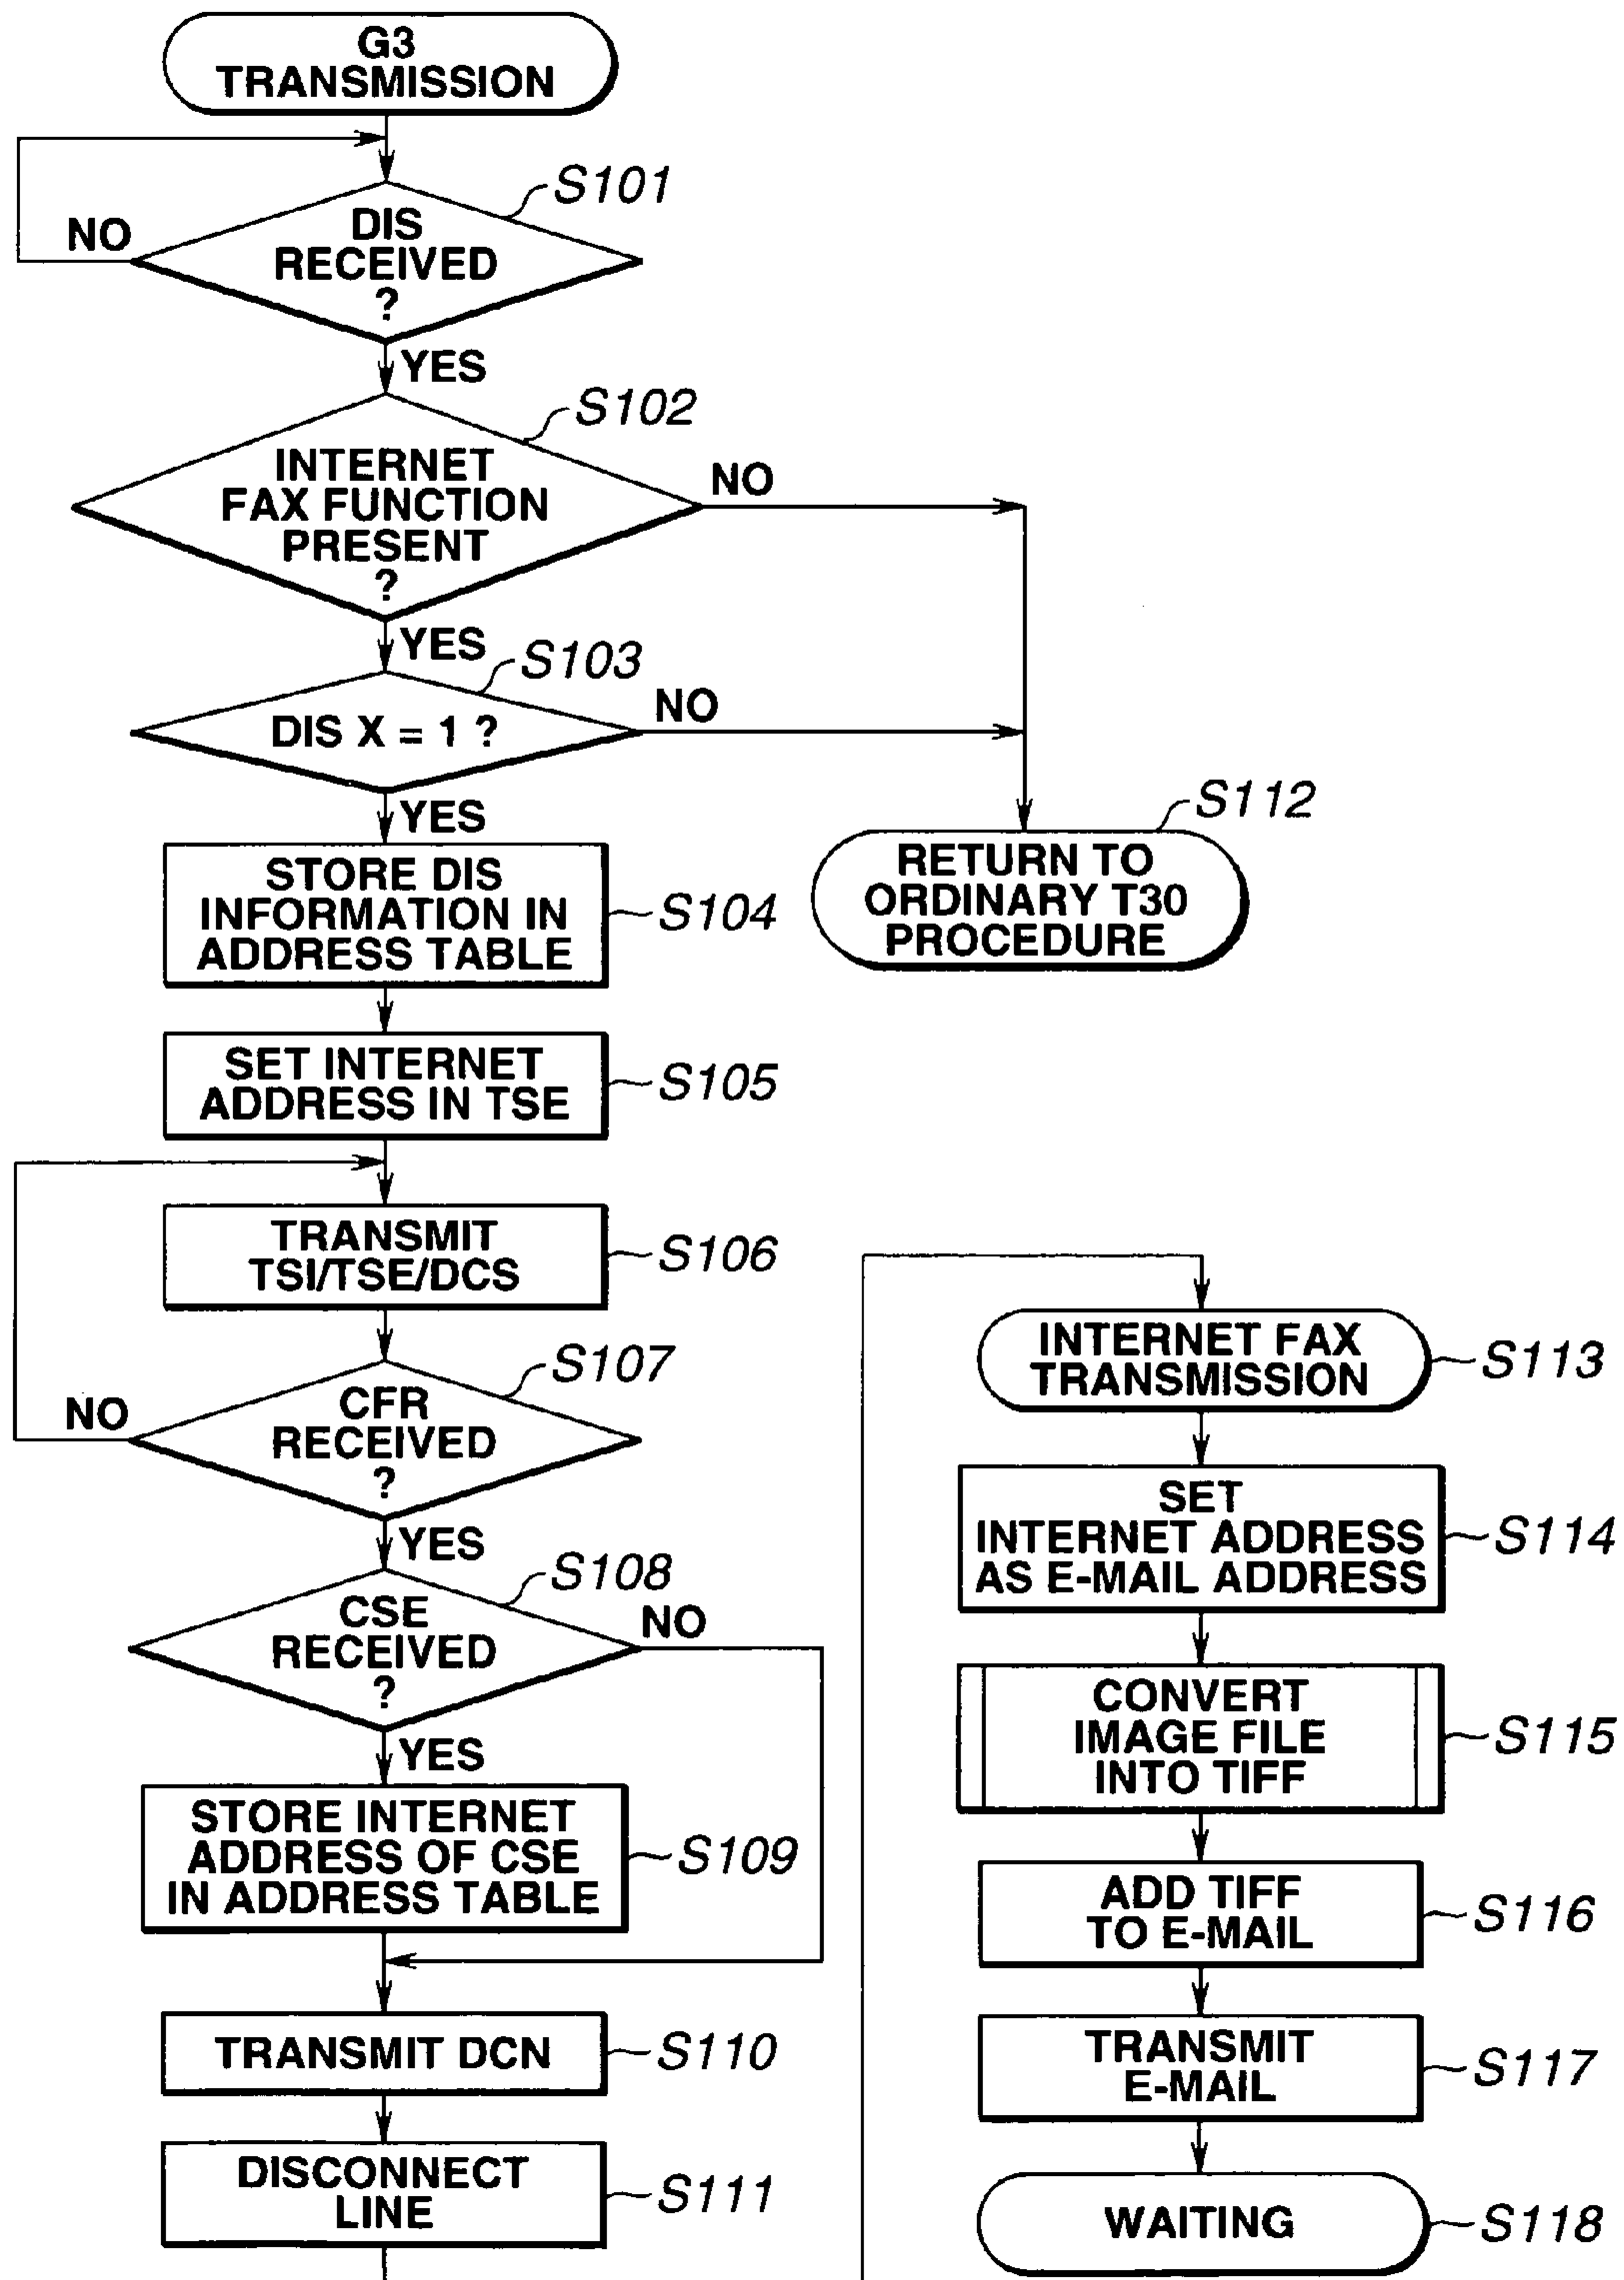 G3
TRANSMISSION
S101
NO
DIS
RECEIVED
?
YES
S102
INTERNET
FAX FUNCTION
PRESENT
?
NO
YES
S103
DIS X = 1 ?
NO
YES
S112
RETURN TO
ORDINARY T30
PROCEDURE
STORE DIS
INFORMATION IN
ADDRESS TABLE
S104
SET INTERNET
ADDRESS IN TSE
S105
TRANSMIT
TSI/TSE/DCS
S106
S107
NO
CFR
RECEIVED
?
YES
S108
CSE
RECEIVED
?
NO
YES
STORE INTERNET
ADDRESS OF CSE
IN ADDRESS TABLE
S109
TRANSMIT DCN
S110
DISCONNECT
LINE
S111
INTERNET FAX
TRANSMISSION
S113
SET
INTERNET ADDRESS
AS E-MAIL ADDRESS
S114
CONVERT
IMAGE FILE
INTO TIFF
S115
ADD TIFF
TO E-MAIL
S116
TRANSMIT
E-MAIL
S117
WAITING
S118